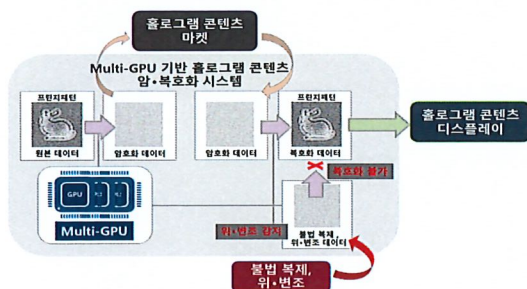 홀로그램 콘텐츠
마켓
Multi-GPU 기반 홀로그램 콘텐츠
암•복호화 시스템
프린지패턴
원본 데이터
암호화 데이터
암호화 데이터
프린지패턴
복호화 데이터
홀로그램 콘텐츠
디스플레이
GPU
Multi-GPU
복호화 불가
위•변조 감지
불법 복제,
위•변조 데이터
불법 복제,
위•변조